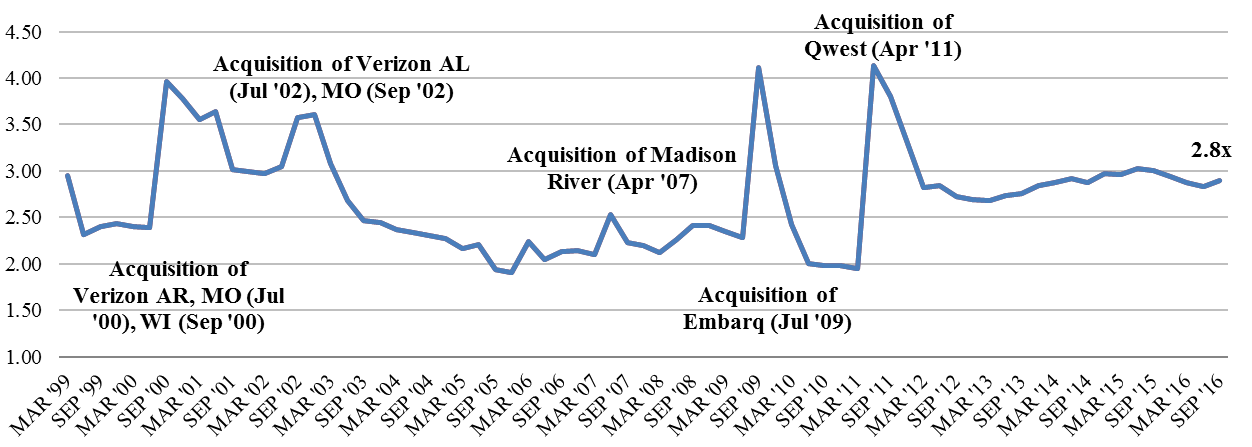 4.50
4.00
3.50
3.00
2.50
2.00
1.50
1.00
Acquisition of Verizon AL
(Jul '02), MO (Sep '02)
Acquisition of
Qwest (Apr '11)
Acquisition of Madison
River (Apr '07)
2.8x
Acquisition of
Verizon AR, MO (Jul
'00), WI (Sep '00)
Acquisition of
Embarq (Jul '09)
MAR '99
SEP '99
MAR '00
SEP '00
MAR '01
SEP '01
MAR '02
SEP '02
MAR '03
SEP '03
MAR '04
SEP '04
MAR '05
SEP '05
MAR '06
SEP '06
MAR '07
SEP '07
MAR '08
SEP '08
MAR '09
SEP '09
MAR '10
SEP '10
MAR '11
SEP '11
MAR '12
SEP '12
MAR '13
SEP '13
MAR '14
SEP '14
MAR '15
SEP '15
MAR '16
SEP '16